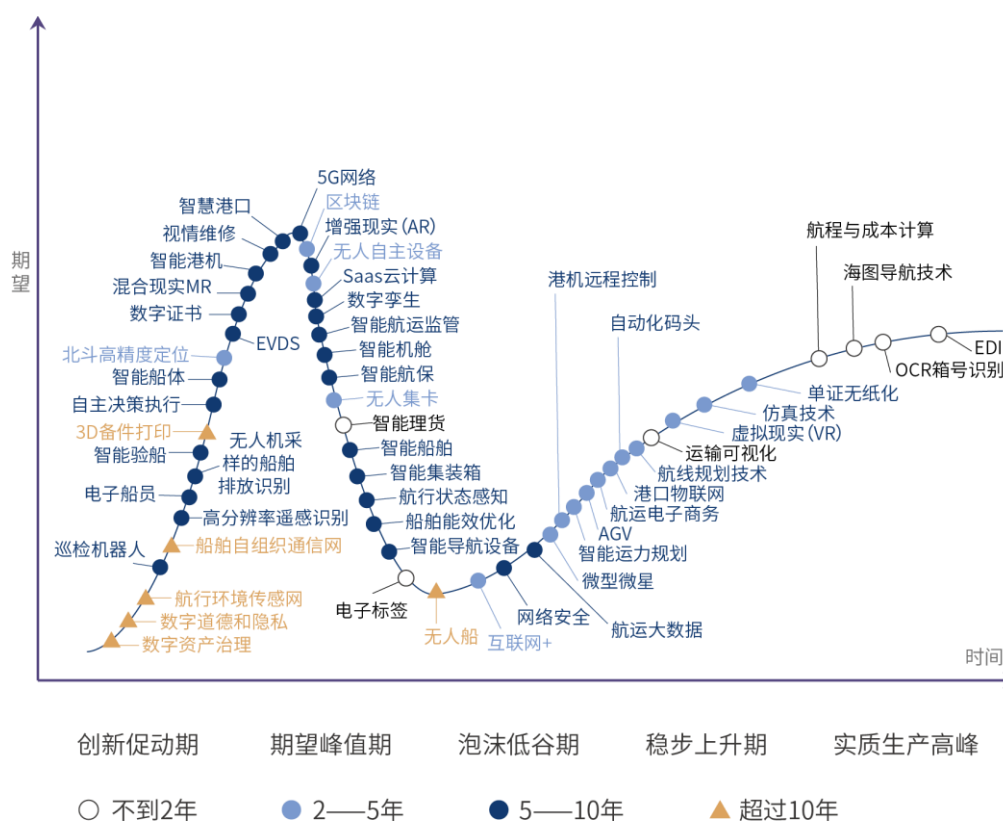 期
望
5G网络
智慧港口
区块链
视情维修
增强现实(AR)
智能港机
无人自主设备
混合现实MR
Saas云计算
数字证书
数字孪生
EVDS
智能航运监管
北斗高精度定位
智能机舱
智能船体
智能航保
自主决策执行
无人集卡
3D备件打印
智能理货
智能验船
无人机采
样的船舶
排放识别
智能船舶
电子船员
智能集装箱
高分辨率遥感识别
航行状态感知
船舶自组织通信网
船舶能效优化
巡检机器人
智能导航设备
航行环境传感网
数字道德和隐私
数字资产治理
电子标签
无人船
互联网+
网络安全
航运大数据
微型微星
智能运力规划
AGV
航运电子商务
港口物联网
航线规划技术
运输可视化
虚拟现实(VR)
仿真技术
单证无纸化
港机远程控制
自动化码头
航程与成本计算
海图导航技术
OCR箱号识别
EDI
时间
创新促动期 期望峰值期 泡沫低谷期 稳步上升期 实质生产高峰
不到2年 2——5年 5——10年 超过10年